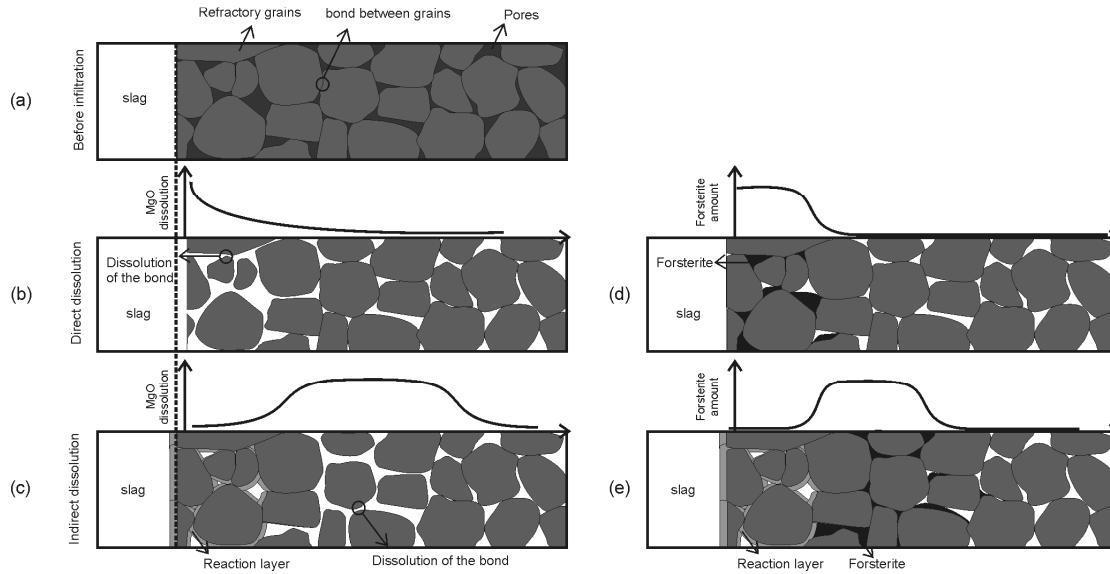 Refractory grains
bond between grains
Pores
(a)
Before infiltration
slag
MgO
dissolution
Forsterite
amount
(b)
Direct dissolution
Dissolution
of the bond
slag
(d)
Forsterite
slag
MgO
dissolution
Forsterite
amount
(c)
Indirect dissolution
slag
(e)
slag
Reaction layer
Dissolution of the bond
Reaction layer
Forsterite